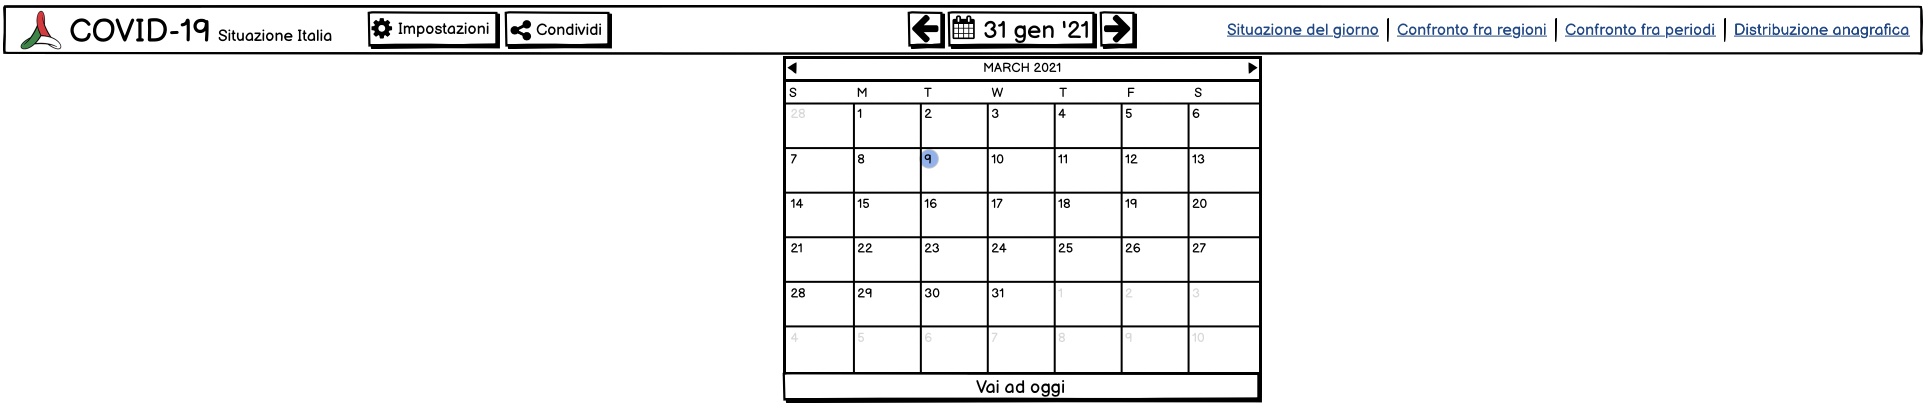 COVID-19 Situazione Italia Impostazioni Condividi 31 gen '21 Situazione del giorno Confronto fra regioni Confronto fra periodi Distribuzione anagrafica
MARCH 2021
S M T W T F S
28 1 2 3 4 5 6
7 8 9 10 11 12 13
14 15 16 17 18 19 20
21 22 23 24 25 26 27
28 29 30 31 1 2 3
4 5 6 7 8 9 10
Vai ad oggi